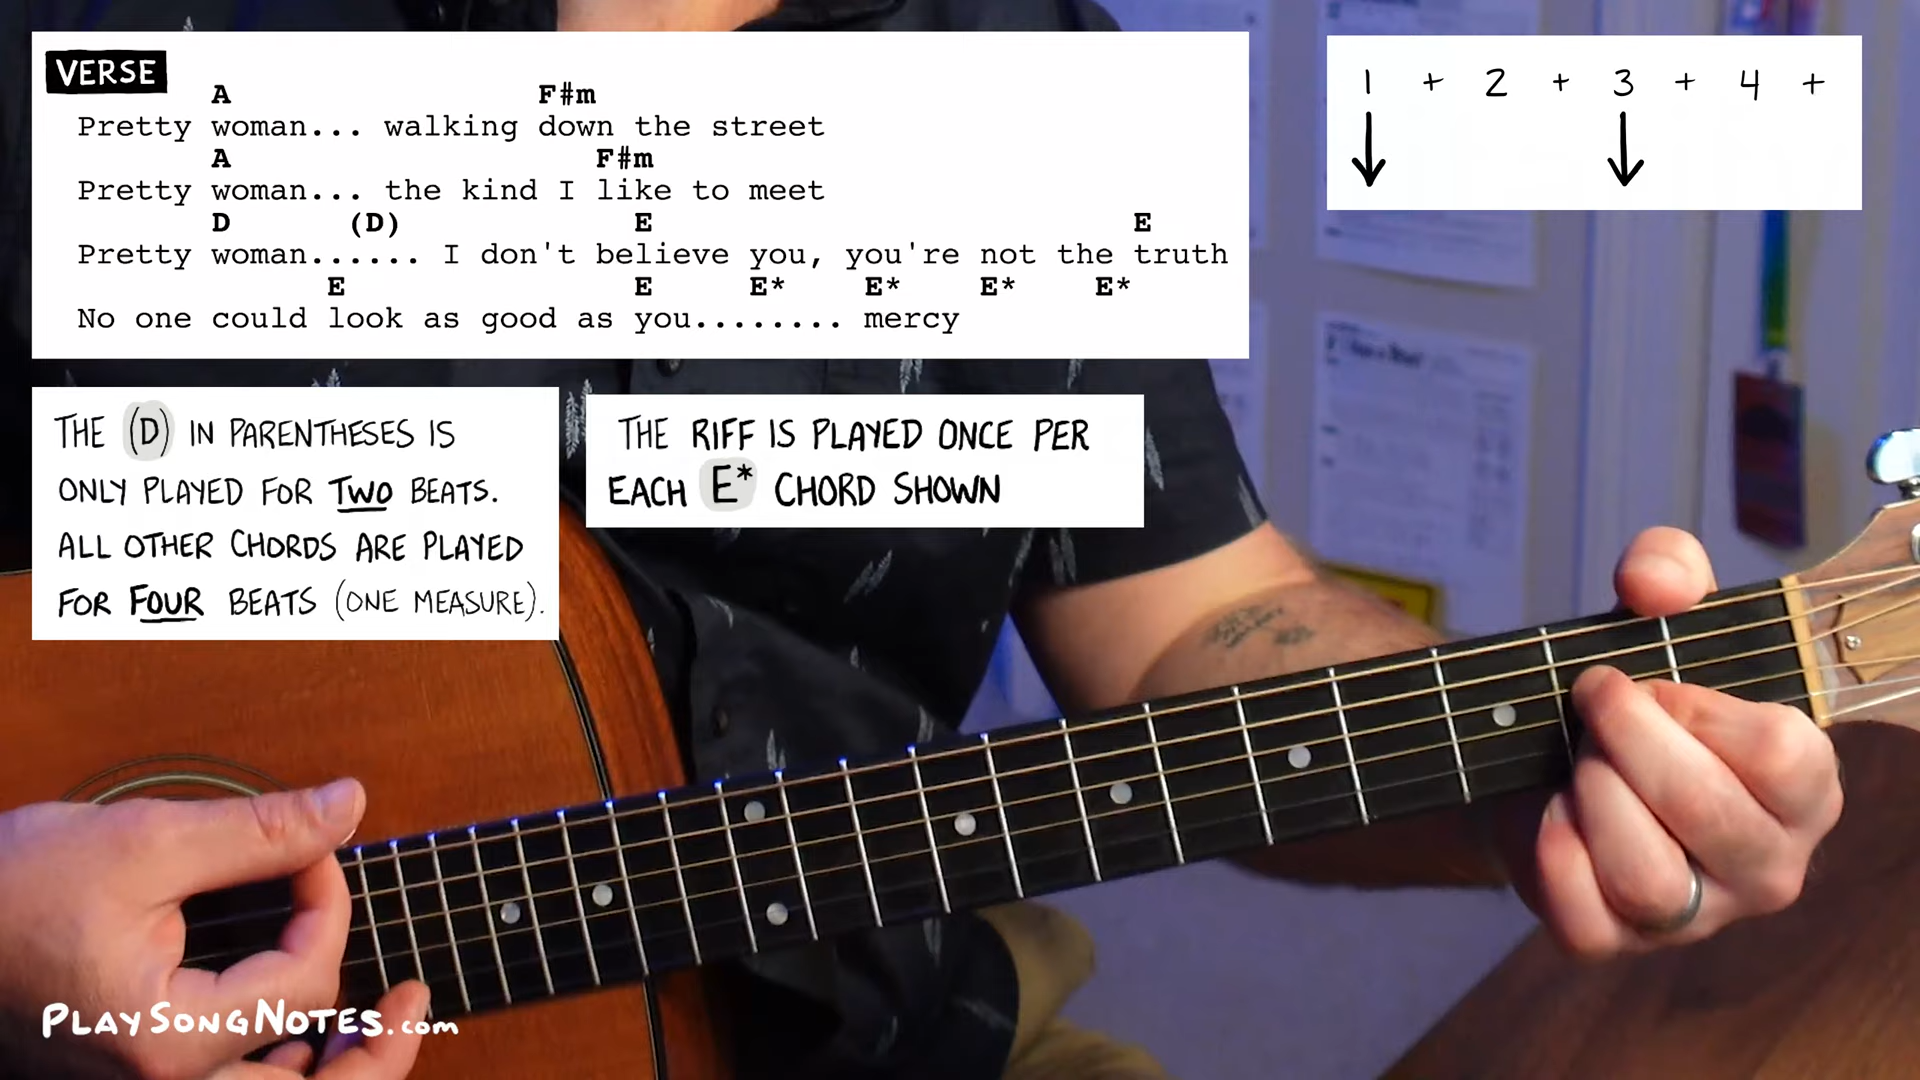 VERSE
A F#m
Pretty woman... walking down the street
A F#m
Pretty woman... the kind I like to meet
D (D) E E
Pretty woman...... I don't believe you, you're not the truth
E E E* E* E* E*
No one could look as good as you........ mercy
1 + 2 + 3 + 4 +
THE (D) IN PARENTHESES IS
ONLY PLAYED FOR TWO BEATS.
ALL OTHER CHORDS ARE PLAYED
FOR FOUR BEATS (ONE MEASURE).
THE RIFF IS PLAYED ONCE PER
EACH E* CHORD SHOWN
PLAYSONGNOTES.com